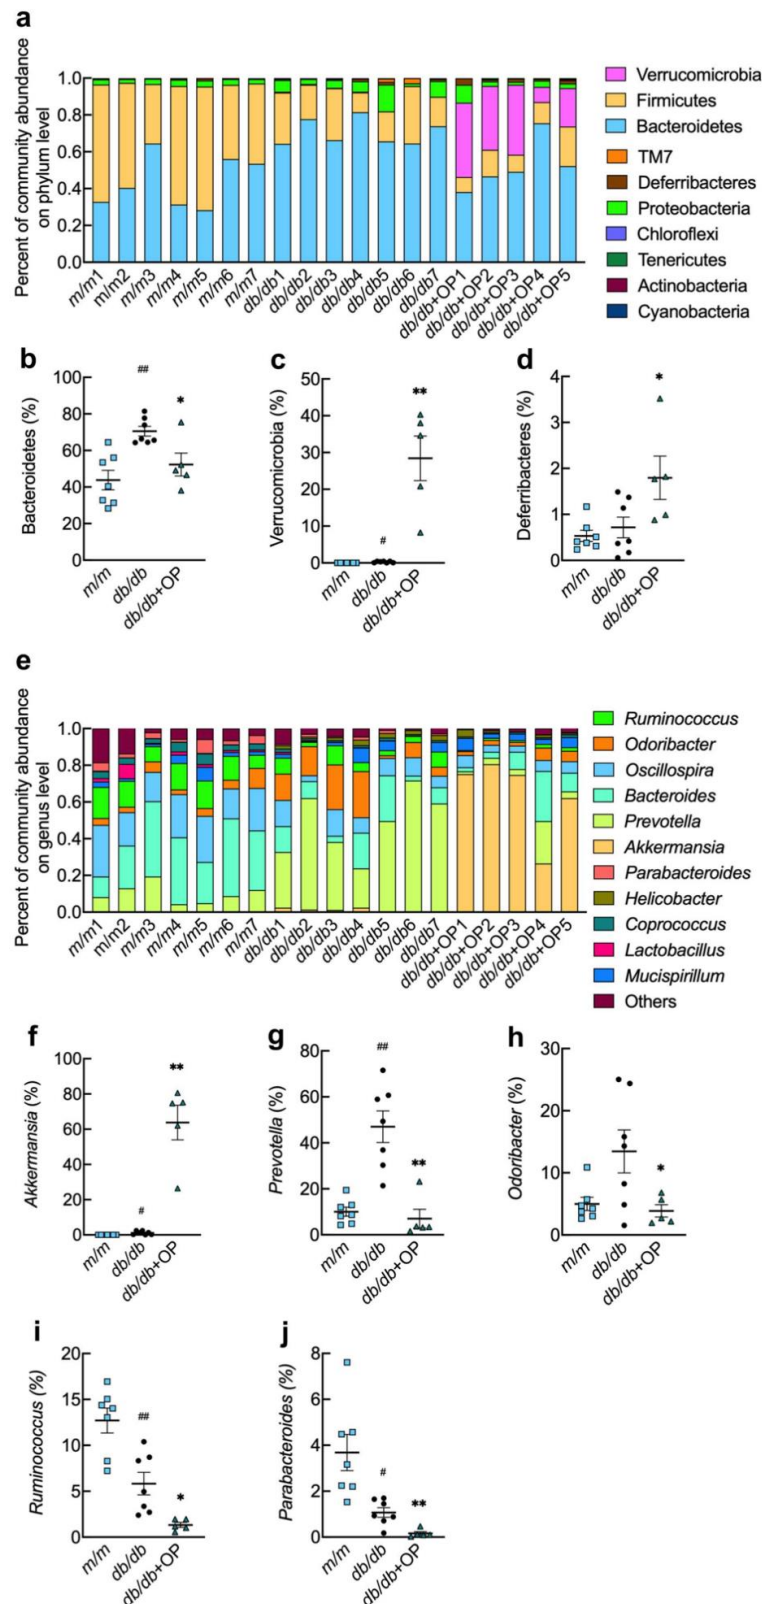 a
Percent of community abundance
on phylum level
1.0
0.8
0.6
0.4
0.2
0.0
m/m1
m/m2
m/m3
m/m4
m/m5
m/m6
m/m7
db/db1
db/db2
db/db3
db/db4
db/db5
db/db6
db/db7
db/db+OP1
db/db+OP2
db/db+OP3
db/db+OP4
db/db+OP5
Verrucomicrobia
Firmicutes
Bacteroidetes
TM7
Deferribacteres
Proteobacteria
Chloroflexi
Tenericutes
Actinobacteria
Cyanobacteria
b
Bacteroidetes (%)
100
80
60
40
20
0
##
*
m/m
db/db
db/db+OP
c
Verrucomicrobia (%)
50
40
30
20
10
0
#
**
m/m
db/db
db/db+OP
d
Deferribacteres (%)
4
3
2
1
0
*
m/m
db/db
db/db+OP
e
Percent of community abundance
on genus level
1.0
0.8
0.6
0.4
0.2
0.0
m/m1
m/m2
m/m3
m/m4
m/m5
m/m6
m/m7
db/db1
db/db2
db/db3
db/db4
db/db5
db/db6
db/db7
db/db+OP1
db/db+OP2
db/db+OP3
db/db+OP4
db/db+OP5
Ruminococcus
Odoribacter
Oscillospira
Bacteroides
Prevotella
Akkermansia
Parabacteroides
Helicobacter
Coprococcus
Lactobacillus
Mucispirillum
Others
f
Akkermansia (%)
100
80
60
40
20
0
#
**
m/m
db/db
db/db+OP
g
Prevotella (%)
80
60
40
20
0
##
**
m/m
db/db
db/db+OP
h
Odoribacter (%)
30
20
10
0
*
m/m
db/db
db/db+OP
i
Ruminococcus (%)
20
15
10
5
0
##
*
m/m
db/db
db/db+OP
j
Parabacteroides (%)
8
6
4
2
0
#
**
m/m
db/db
db/db+OP